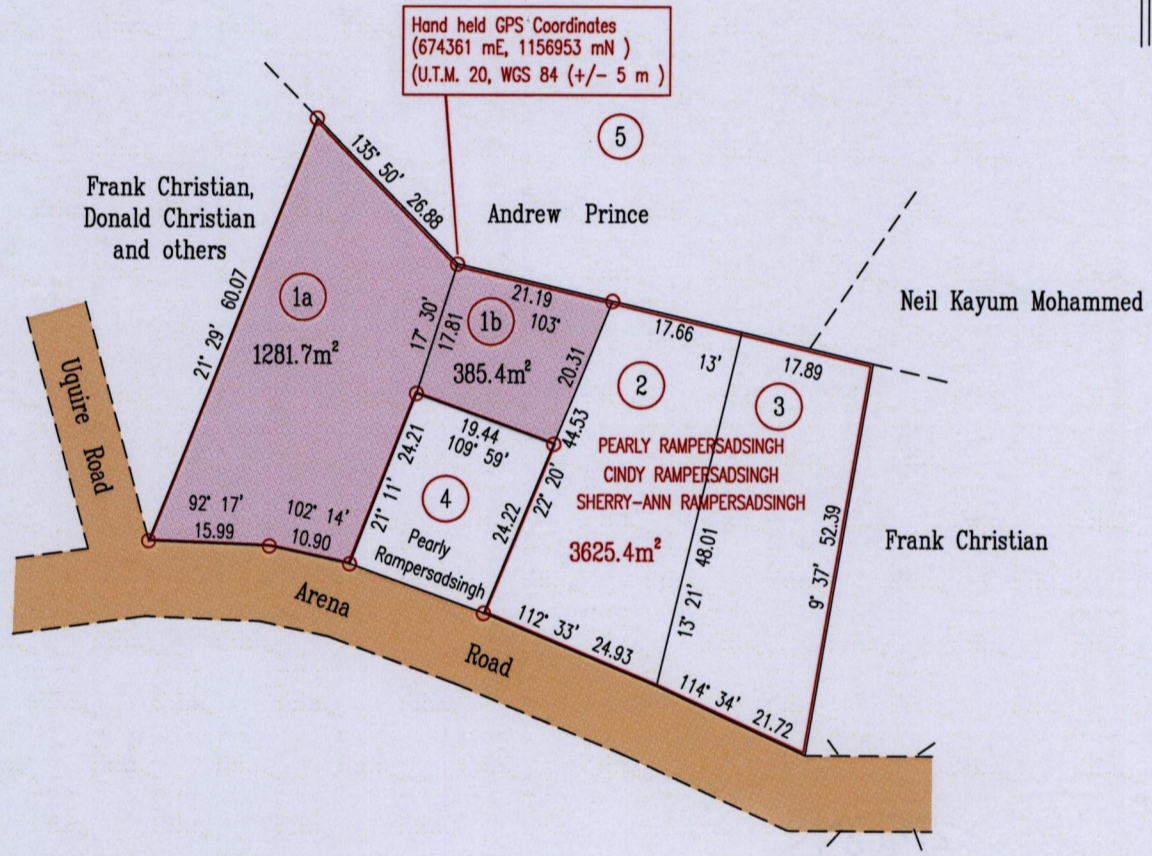 Hand held GPS Coordinates
(674361 mE, 1156953 mN )
(U.T.M. 20, WGS 84 (+/- 5 m )
5
135° 50' 26.88
Frank Christian,
Donald Christian
and others
Andrew Prince
21° 29' 60.07
1a
1281.7m²
17° 30'
17.81
21.19
103°
1b
385.4m²
20.31
17.66
13'
17.89
Neil Kayum Mohammed
2
3
44.53
22° 20'
PEARLY RAMPERSADSINGH
CINDY RAMPERSADSINGH
SHERRY-ANN RAMPERSADSINGH
3625.4m²
19.44
109° 59'
21° 11' 24.21
4
Pearly
Rampersadsingh
24.22
13° 21' 48.01
9° 37' 52.39
Frank Christian
Uquire Road
92° 17'
15.99
102° 14'
10.90
Arena
Road
112° 33' 24.93
114° 34' 21.72